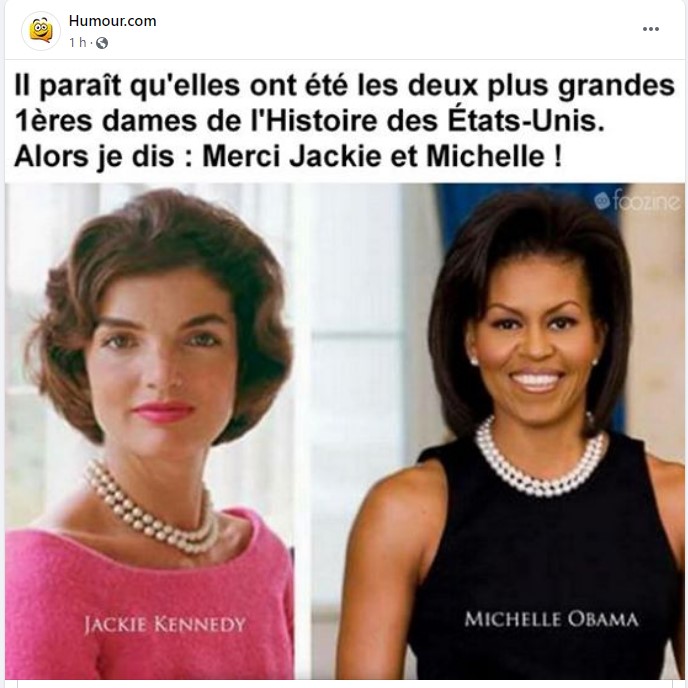 Humour.com
1 h ·
Il paraît qu'elles ont été les deux plus grandes
1ères dames de l'Histoire des États-Unis.
Alors je dis : Merci Jackie et Michelle !
foozine
JACKIE KENNEDY
MICHELLE OBAMA